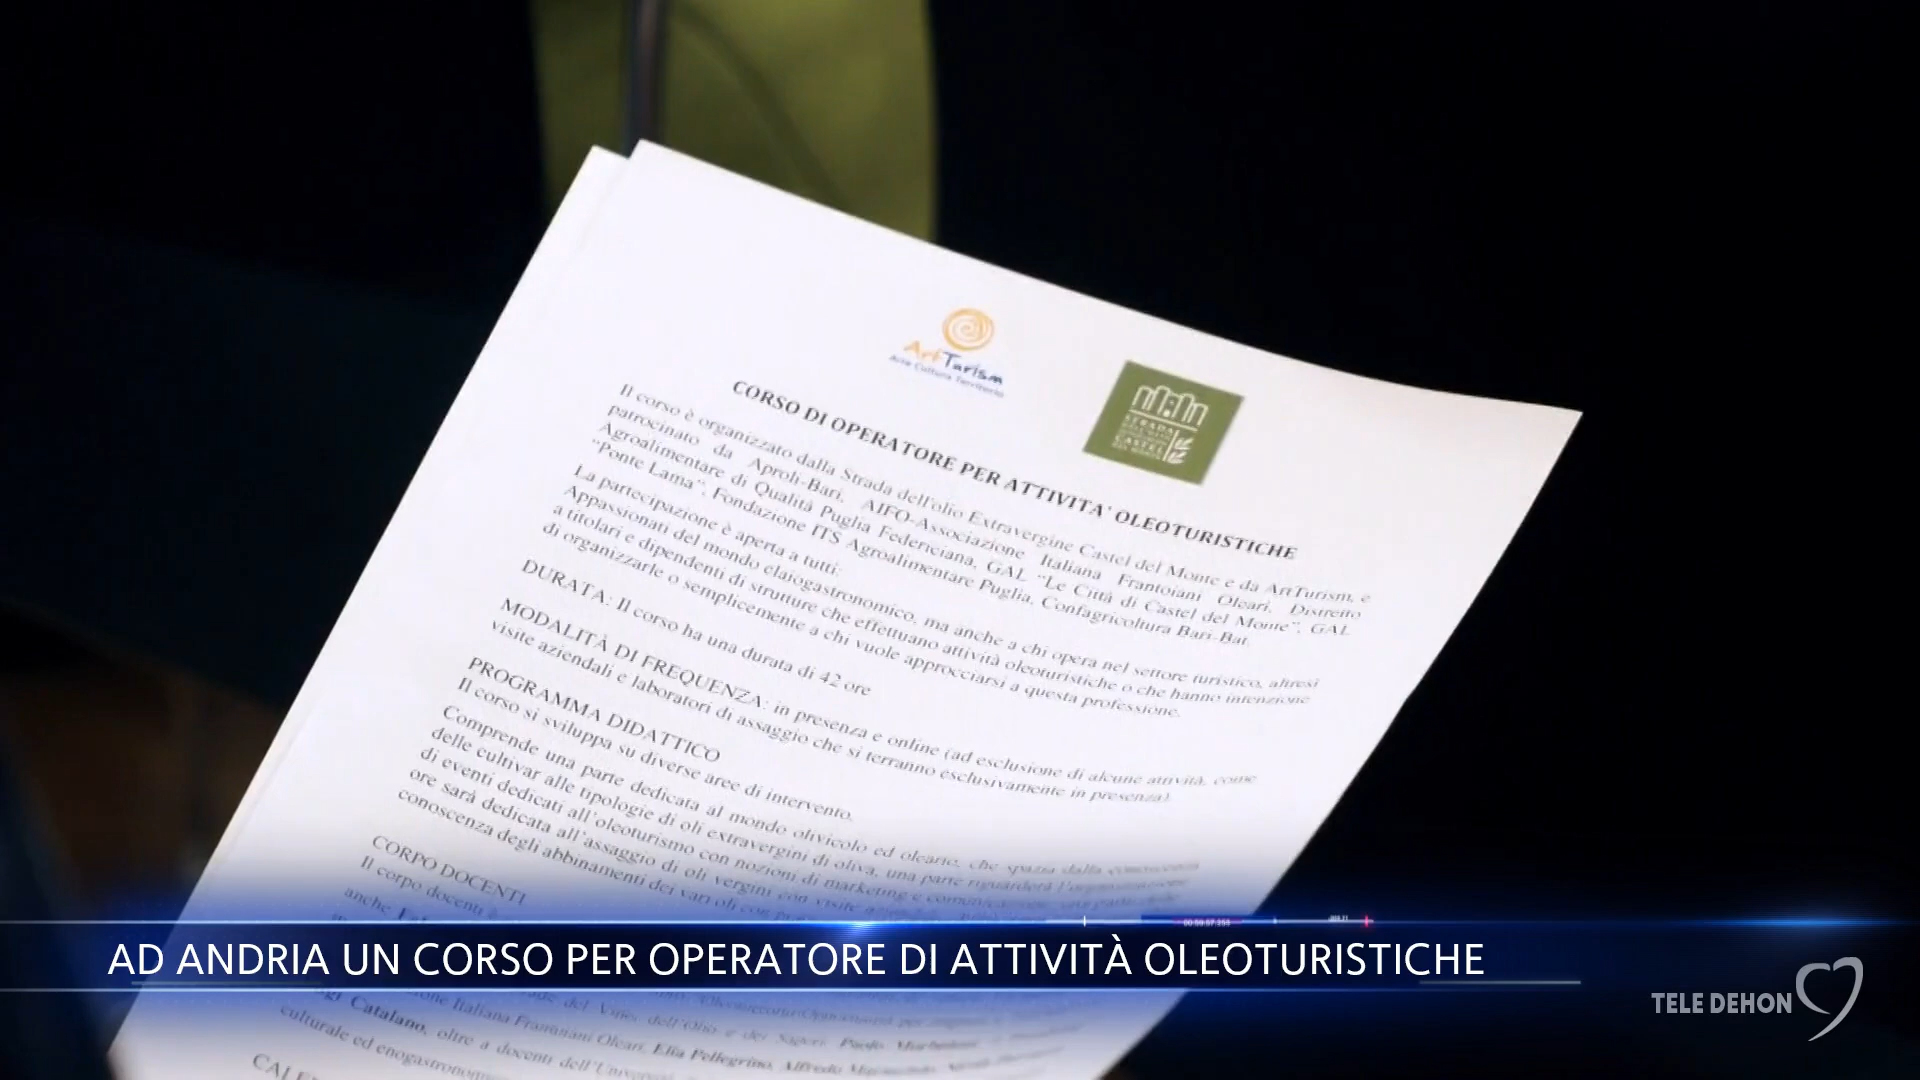 ArtTurism
Arte Cultura Territorio
STRADA
CASTEL
CORSO DI OPERATORE PER ATTIVITA' OLEOTURISTICHE
Il corso è organizzato dalla Strada dell'olio Extravergine Castel del Monte e da ArtTurism, e
patrocinato da Aproli-Bari, AIFO-Associazione Italiana Frantoiani Oleari, Distretto
Agroalimentare di Qualità Puglia Federiciana, GAL "Le Città di Castel del Monte", GAL
"Ponte Lama", Fondazione ITS Agroalimentare Puglia, Confagricoltura Bari-Bat.
La partecipazione è aperta a tutti:
Appassionati del mondo elaiogastronomico, ma anche a chi opera nel settore turistico, altresì
a titolari e dipendenti di strutture che effettuano attività oleoturistiche o che hanno intenzione
di organizzarle o semplicemente a chi vuole approcciarsi a questa professione.
DURATA: Il corso ha una durata di 42 ore
MODALITÀ DI FREQUENZA: in presenza e online (ad esclusione di alcune attività, come
visite aziendali e laboratori di assaggio che si terranno esclusivamente in presenza).
PROGRAMMA DIDATTICO
Il corso si sviluppa su diverse aree di intervento.
Comprende una parte dedicata al mondo olivicolo ed oleario, che spazia dalla conoscenza
delle cultivar alle tipologie di oli extravergini di oliva, una parte riguarderà l'organizzazione
di eventi dedicati all'oleoturismo con nozioni di marketing e comunicazione,
ore sarà dedicata all'assaggio di oli vergini con visite
conoscenza degli abbinamenti dei vari oli con
CORPO DOCENTI
Il corpo docenti
anche
AD ANDRIA UN CORSO PER OPERATORE DI ATTIVITÀ OLEOTURISTICHE
TELE DEHON
Italiana Frantoiani Oleari, Elia Pellegrino, Alfredo
Catalano, oltre a docenti dell'
culturale ed